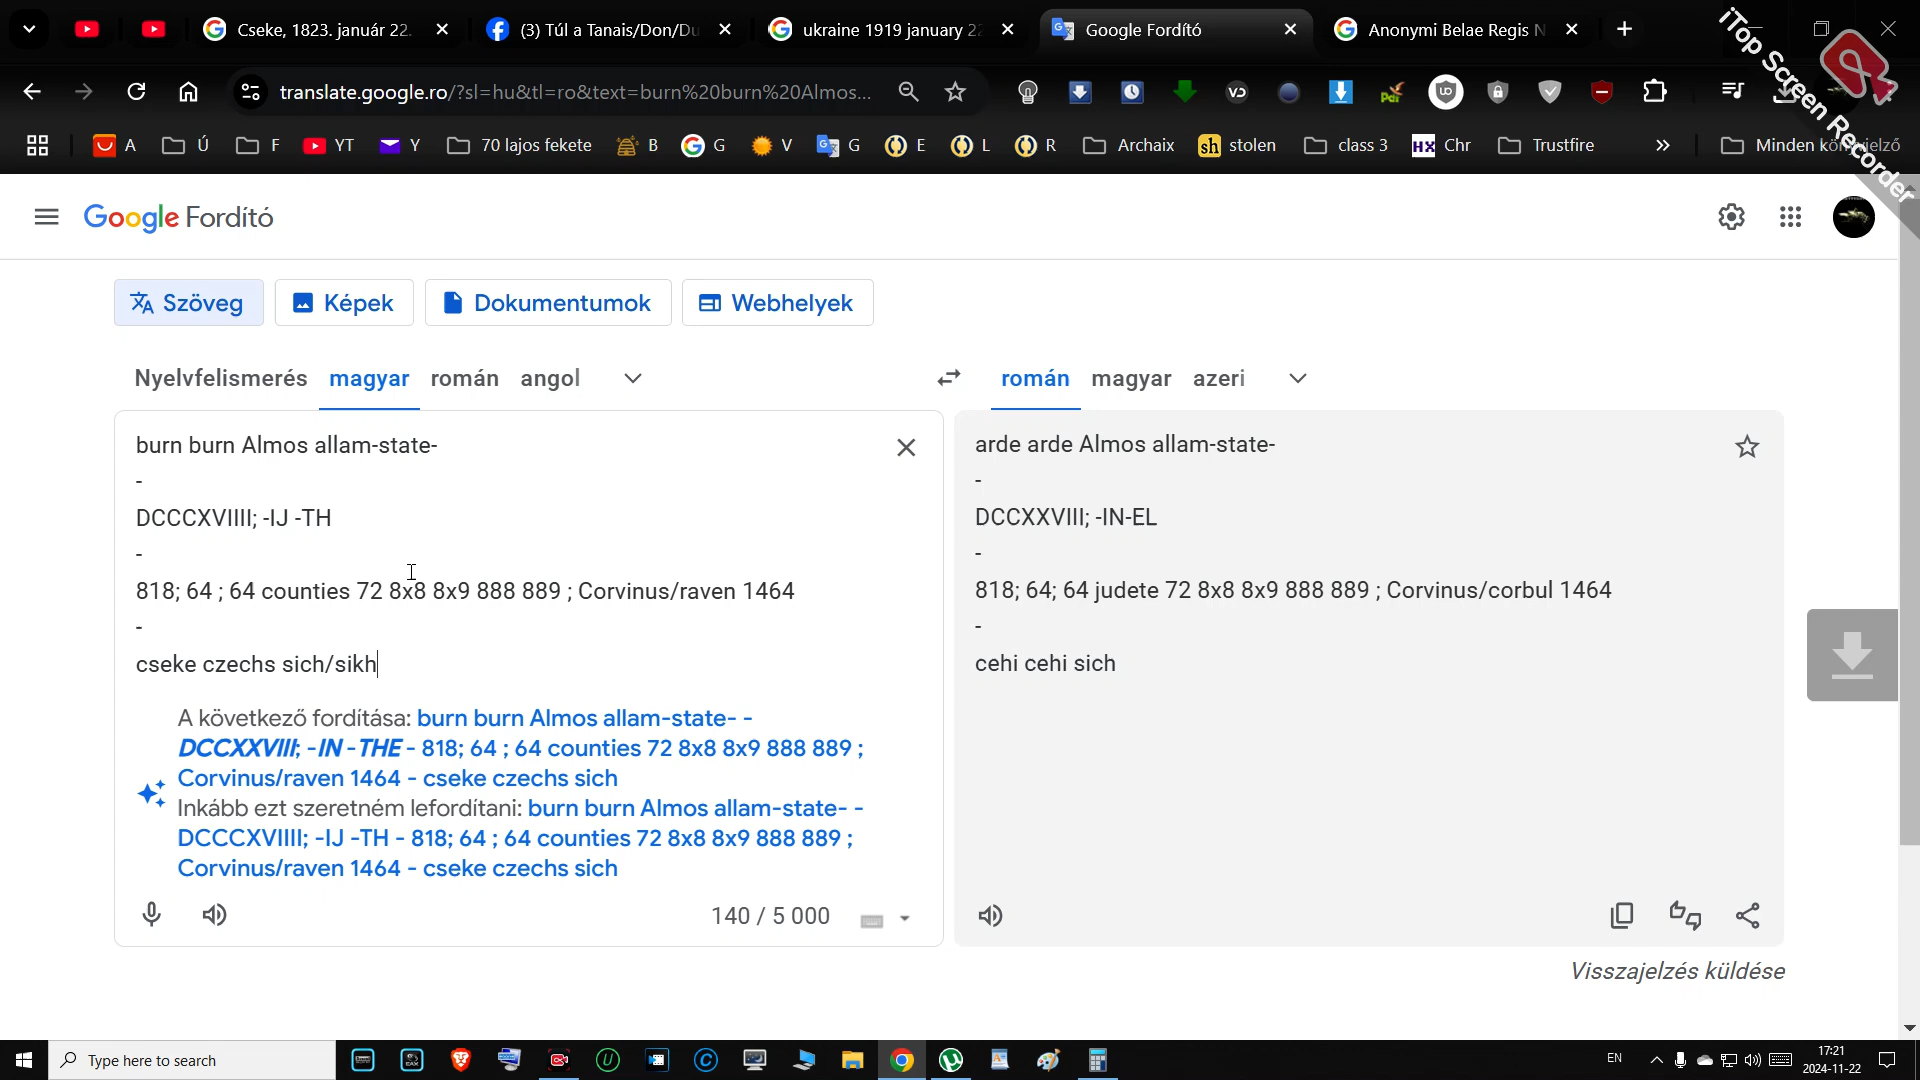 Cseke, 1823. január 22.
(3) Túl a Tanais/Don/Du
ukraine 1919 january 22
Google Fordító
Anonymi Belae Regis N
iTop Screen Recorder
translate.google.ro/?sl=hu&tl=ro&text=burn%20burn%20Almos...
A Ú F YT Y 70 lajos fekete B G V G E L R Archaix stolen class 3 Chr Trustfire » Minden könyvjelző
Google Fordító
Szöveg Képek Dokumentumok Webhelyek
Nyelvfelismerés magyar román angol román magyar azeri
burn burn Almos allam-state-
-
DCCCXVIIII; -IJ -TH
-
818; 64 ; 64 counties 72 8x8 8x9 888 889 ; Corvinus/raven 1464
-
cseke czechs sich/sikh
A következő fordítása: burn burn Almos allam-state- -
DCCXXVIII; -IN -THE - 818; 64 ; 64 counties 72 8x8 8x9 888 889 ;
Corvinus/raven 1464 - cseke czechs sich
Inkább ezt szeretném lefordítani: burn burn Almos allam-state- -
DCCCXVIIII; -IJ -TH - 818; 64 ; 64 counties 72 8x8 8x9 888 889 ;
Corvinus/raven 1464 - cseke czechs sich
140 / 5 000
arde arde Almos allam-state-
-
DCCXXVIII; -IN-EL
-
818; 64; 64 judete 72 8x8 8x9 888 889 ; Corvinus/corbul 1464
-
cehi cehi sich
Visszajelzés küldése
Type here to search
EN
17:21
2024-11-22